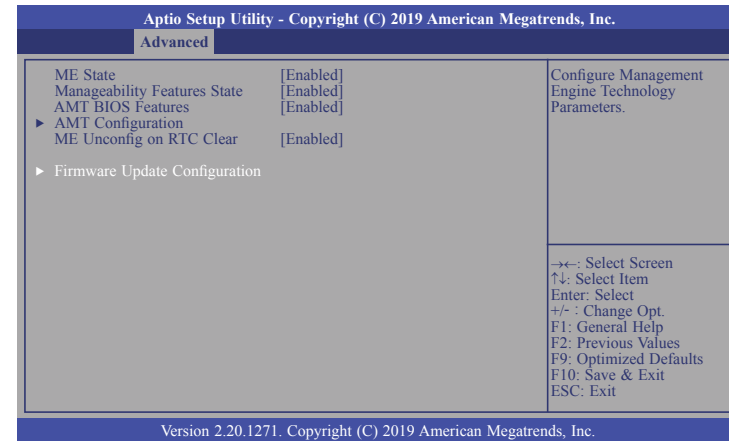 Aptio Setup Utility - Copyright (C) 2019 American Megatrends, Inc.
Advanced
ME State [Enabled]
Manageability Features State [Enabled]
AMT BIOS Features [Enabled]
► AMT Configuration
ME Unconfig on RTC Clear [Enabled]
► Firmware Update Configuration
Configure Management
Engine Technology
Parameters.
→←: Select Screen
↑↓: Select Item
Enter: Select
+/- : Change Opt.
F1: General Help
F2: Previous Values
F9: Optimized Defaults
F10: Save & Exit
ESC: Exit
Version 2.20.1271. Copyright (C) 2019 American Megatrends, Inc.